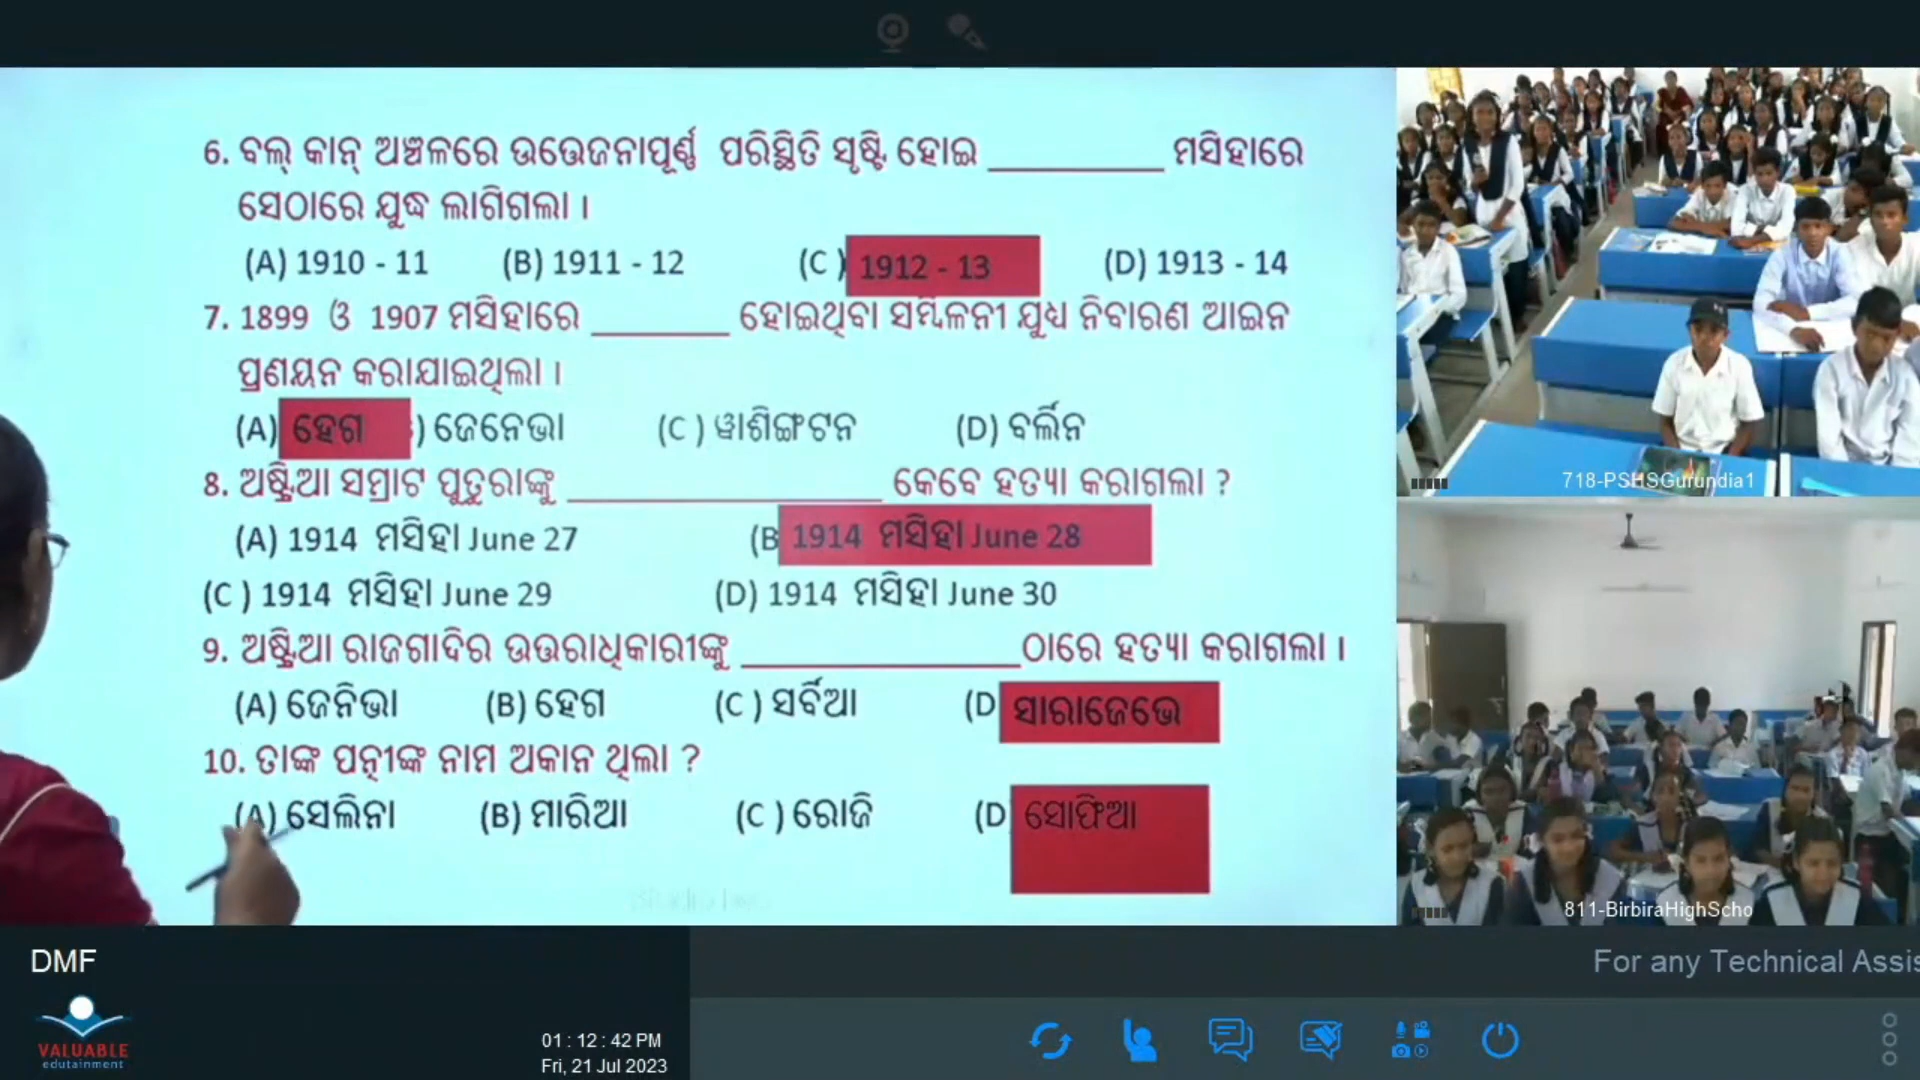 6. ବଲ୍ କାନ୍ ଅଞ୍ଚଳରେ ଉତ୍ତେଜନାପୂର୍ଣ୍ଣ ପରିସ୍ଥିତି ସୃଷ୍ଟି ହୋଇ __________ ମସିହାରେ
ସେଠାରେ ଯୁଦ୍ଧ ଲାଗିଗଲା ।
(A) 1910 - 11 (B) 1911 - 12 (C ) 1912 - 13 (D) 1913 - 14
7. 1899 ଓ 1907 ମସିହାରେ ________ ହୋଇଥିବା ସମ୍ମିଳନୀ ଯୁଧ୍ଧ ନିବାରଣ ଆଇନ
ପ୍ରଣୟନ କରାଯାଇଥିଲା ।
(A) ହେଗ ) ଜେନେଭା (C ) ୱାଶିଙ୍ଗଟନ (D) ବର୍ଲିନ
8. ଅଷ୍ଟ୍ରିଆ ସମ୍ରାଟ ପୁତୁରାଙ୍କୁ __________________ କେବେ ହତ୍ୟା କରାଗଲା ?
(A) 1914 ମସିହା June 27 (B 1914 ମସିହା June 28
(C ) 1914 ମସିହା June 29 (D) 1914 ମସିହା June 30
9. ଅଷ୍ଟ୍ରିଆ ରାଜଗାଦିର ଉତ୍ତରାଧିକାରୀଙ୍କୁ ________________ଠାରେ ହତ୍ୟା କରାଗଲା ।
(A) ଜେନିଭା (B) ହେଗ (C ) ସର୍ବିଆ (D ସାରାଜେଭେ
10. ତାଙ୍କ ପତ୍ନୀଙ୍କ ନାମ ଅକାନ ଥିଲା ?
(A) ସେଲିନା (B) ମାରିଆ (C ) ରୋଜି (D ସୋଫିଆ
718-PSHSGurundia1
811-BirbiraHighScho
DMF
For any Technical Assis
VALUABLE
edutainment
01 : 12 : 42 PM
Fri, 21 Jul 2023